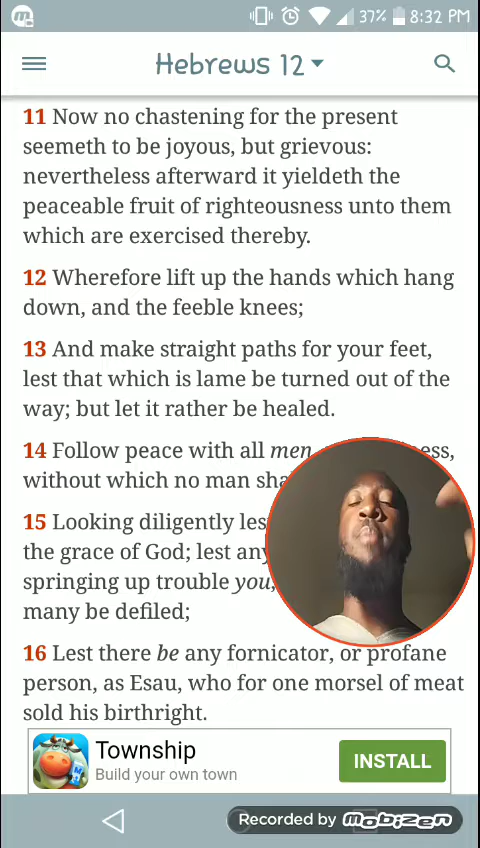 37% 8:32 PM
Hebrews 12
11 Now no chastening for the present
seemeth to be joyous, but grievous:
nevertheless afterward it yieldeth the
peaceable fruit of righteousness unto them
which are exercised thereby.
12 Wherefore lift up the hands which hang
down, and the feeble knees;
13 And make straight paths for your feet,
lest that which is lame be turned out of the
way; but let it rather be healed.
14 Follow peace with all men,
without which no man
15 Looking diligently
the grace of God; lest
springing up trouble you,
many be defiled;
16 Lest there be any fornicator, or profane
person, as Esau, who for one morsel of meat
sold his birthright.
Township
Build your own town
INSTALL
Recorded by mobizen